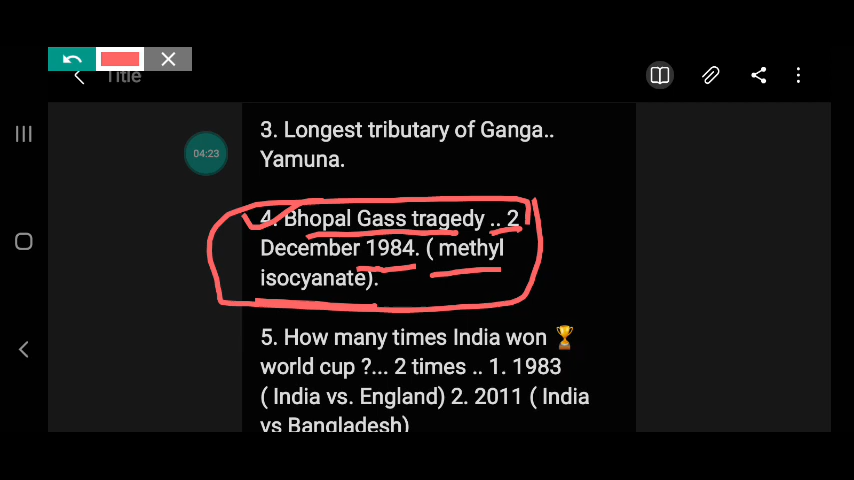 Title
04:23
3. Longest tributary of Ganga..
Yamuna.
4. Bhopal Gass tragedy .. 2
December 1984. ( methyl
isocyanate).
5. How many times India won 🏆
world cup ?... 2 times .. 1. 1983
( India vs. England) 2. 2011 ( India
vs Bangladesh)